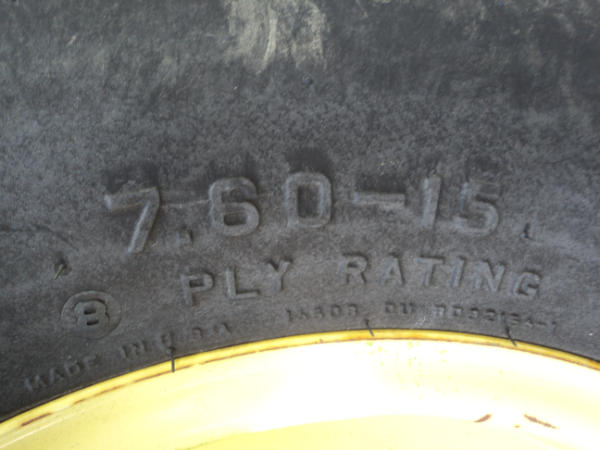 7.60-15
8 PLY RATING
MADE IN U.S.A.